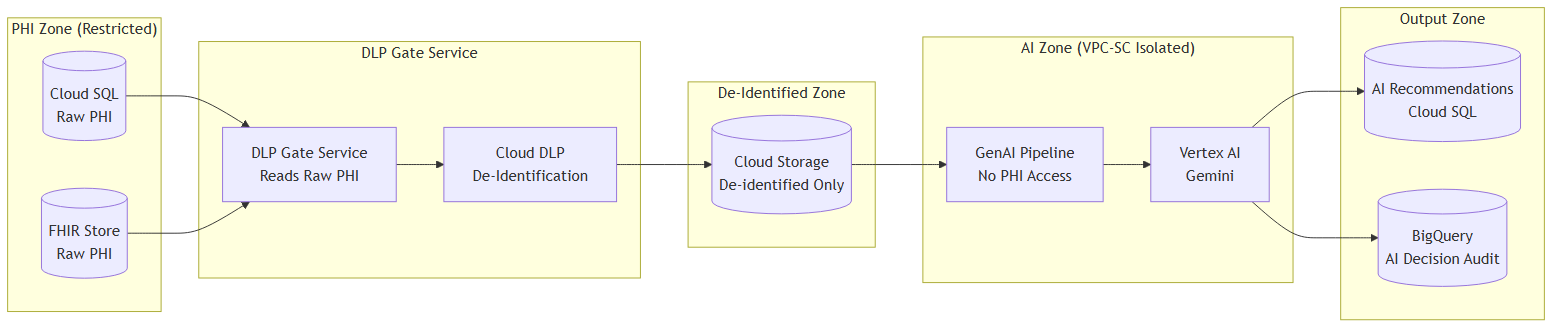 PHI Zone (Restricted)
Cloud SQL
Raw PHI
FHIR Store
Raw PHI
DLP Gate Service
DLP Gate Service
Reads Raw PHI
Cloud DLP
De-Identification
De-Identified Zone
Cloud Storage
De-identified Only
AI Zone (VPC-SC Isolated)
GenAI Pipeline
No PHI Access
Vertex AI
Gemini
Output Zone
AI Recommendations
Cloud SQL
BigQuery
AI Decision Audit